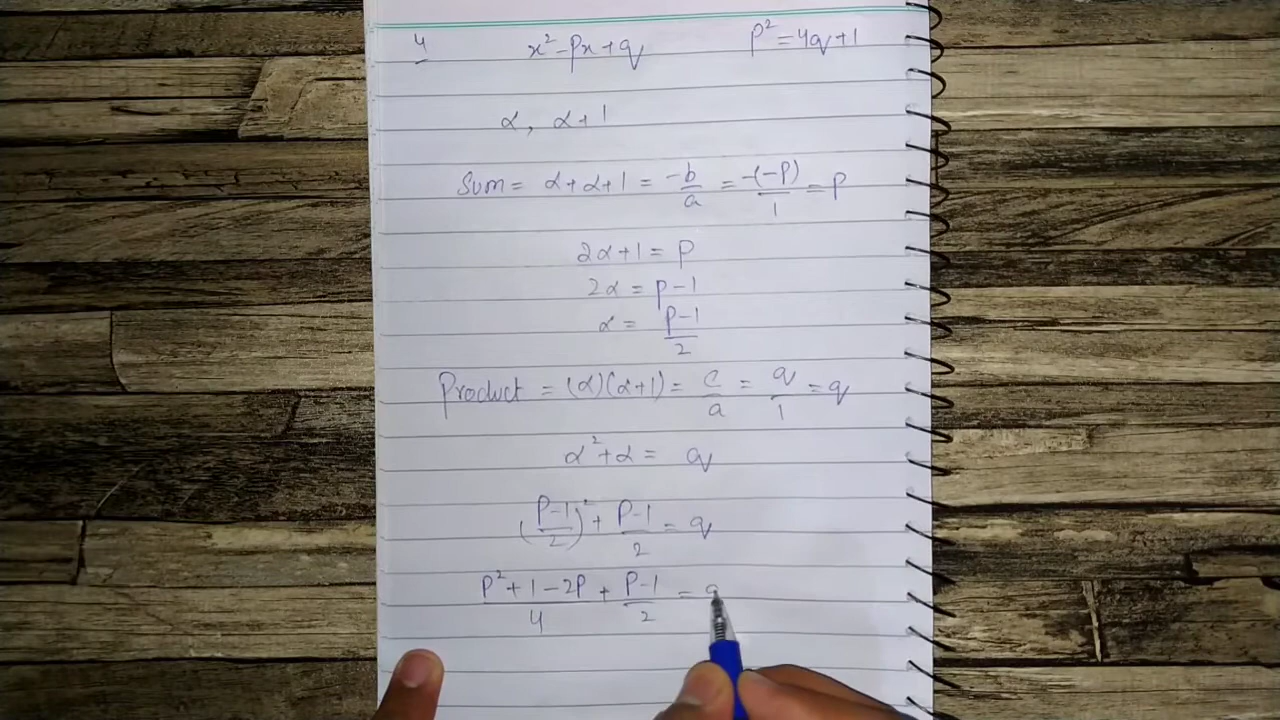 4 x² - px + q p² = 4q + 1
α, α + 1
Sum = α + α + 1 = -b/a = -(-p)/1 = p
2α + 1 = p
2α = p - 1
α = (p - 1)/2
Product = (α)(α + 1) = c/a = q/1 = q
α² + α = q
((p - 1)/2)² + (p - 1)/2 = q
(p² + 1 - 2p)/4 + (p - 1)/2 =